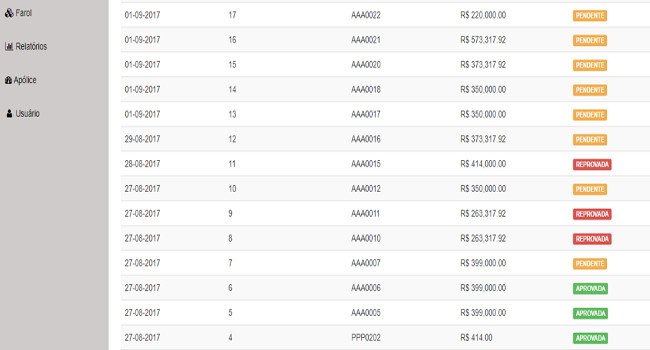 Farol
Relatórios
Apólice
Usuário
01-09-2017 17 AAA0022 R$ 220,000.00 PENDENTE
01-09-2017 16 AAA0021 R$ 573,317.92 PENDENTE
01-09-2017 15 AAA0020 R$ 373,317.92 PENDENTE
01-09-2017 14 AAA0018 R$ 350,000.00 PENDENTE
01-09-2017 13 AAA0017 R$ 350,000.00 PENDENTE
29-08-2017 12 AAA0016 R$ 373,317.92 PENDENTE
28-08-2017 11 AAA0015 R$ 414,000.00 REPROVADA
27-08-2017 10 AAA0012 R$ 350,000.00 PENDENTE
27-08-2017 9 AAA0011 R$ 263,317.92 REPROVADA
27-08-2017 8 AAA0010 R$ 263,317.92 REPROVADA
27-08-2017 7 AAA0007 R$ 399,000.00 PENDENTE
27-08-2017 6 AAA0006 R$ 399,000.00 APROVADA
27-08-2017 5 AAA0005 R$ 399,000.00 APROVADA
27-08-2017 4 PPP0202 R$ 414.00 APROVADA